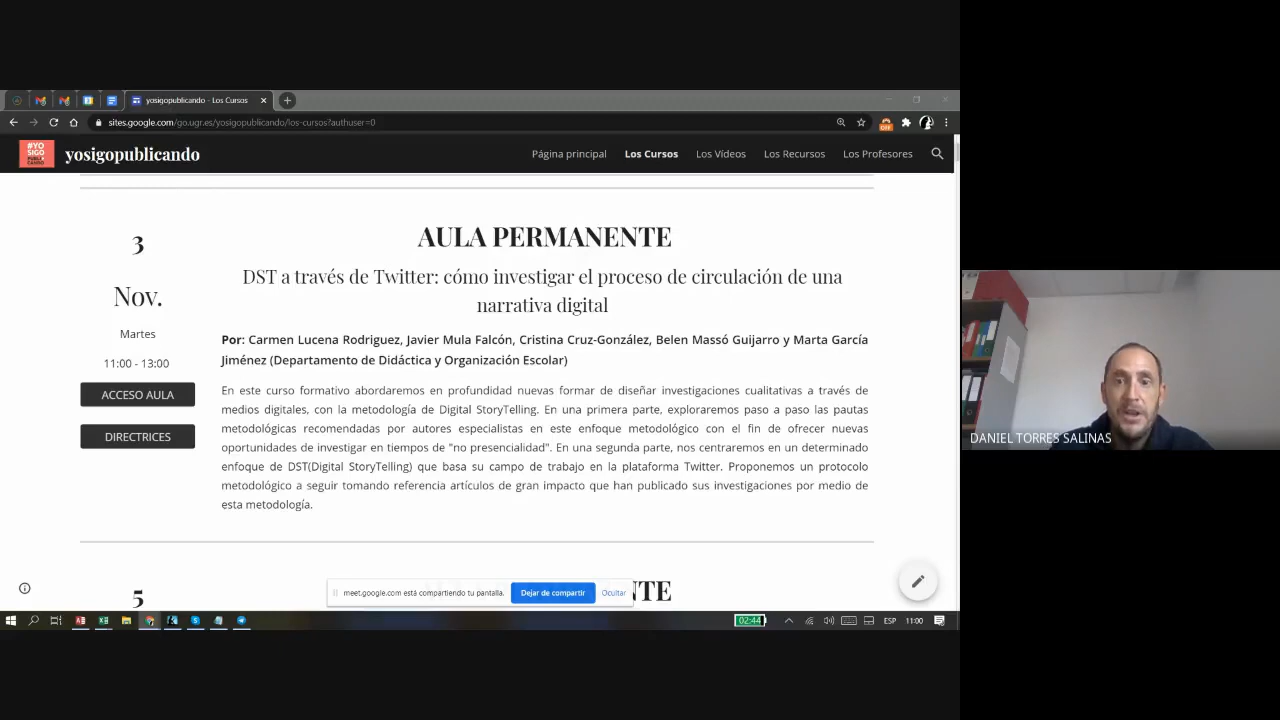 yosigopublicando - Los Cursos
sites.google.com/go.ugr.es/yosigopublicando/los-cursos?authuser=0
OFF
#YO
SIGO
PUBLI
CANDO
yosigopublicando
Página principal
Los Cursos
Los Vídeos
Los Recursos
Los Profesores
3
Nov.
Martes
11:00 - 13:00
ACCESO AULA
DIRECTRICES
AULA PERMANENTE
DST a través de Twitter: cómo investigar el proceso de circulación de una
narrativa digital
Por: Carmen Lucena Rodriguez, Javier Mula Falcón, Cristina Cruz-González, Belen Massó Guijarro y Marta García
Jiménez (Departamento de Didáctica y Organización Escolar)
En este curso formativo abordaremos en profundidad nuevas formar de diseñar investigaciones cualitativas a través de
medios digitales, con la metodología de Digital StoryTelling. En una primera parte, exploraremos paso a paso las pautas
metodológicas recomendadas por autores especialistas en este enfoque metodológico con el fin de ofrecer nuevas
oportunidades de investigar en tiempos de "no presencialidad". En una segunda parte, nos centraremos en un determinado
enfoque de DST(Digital StoryTelling) que basa su campo de trabajo en la plataforma Twitter. Proponemos un protocolo
metodológico a seguir tomando referencia artículos de gran impacto que han publicado sus investigaciones por medio de
esta metodología.
5
NTE
meet.google.com está compartiendo tu pantalla.
Dejar de compartir
Ocultar
02:44
ESP
11:00
DANIEL TORRES SALINAS